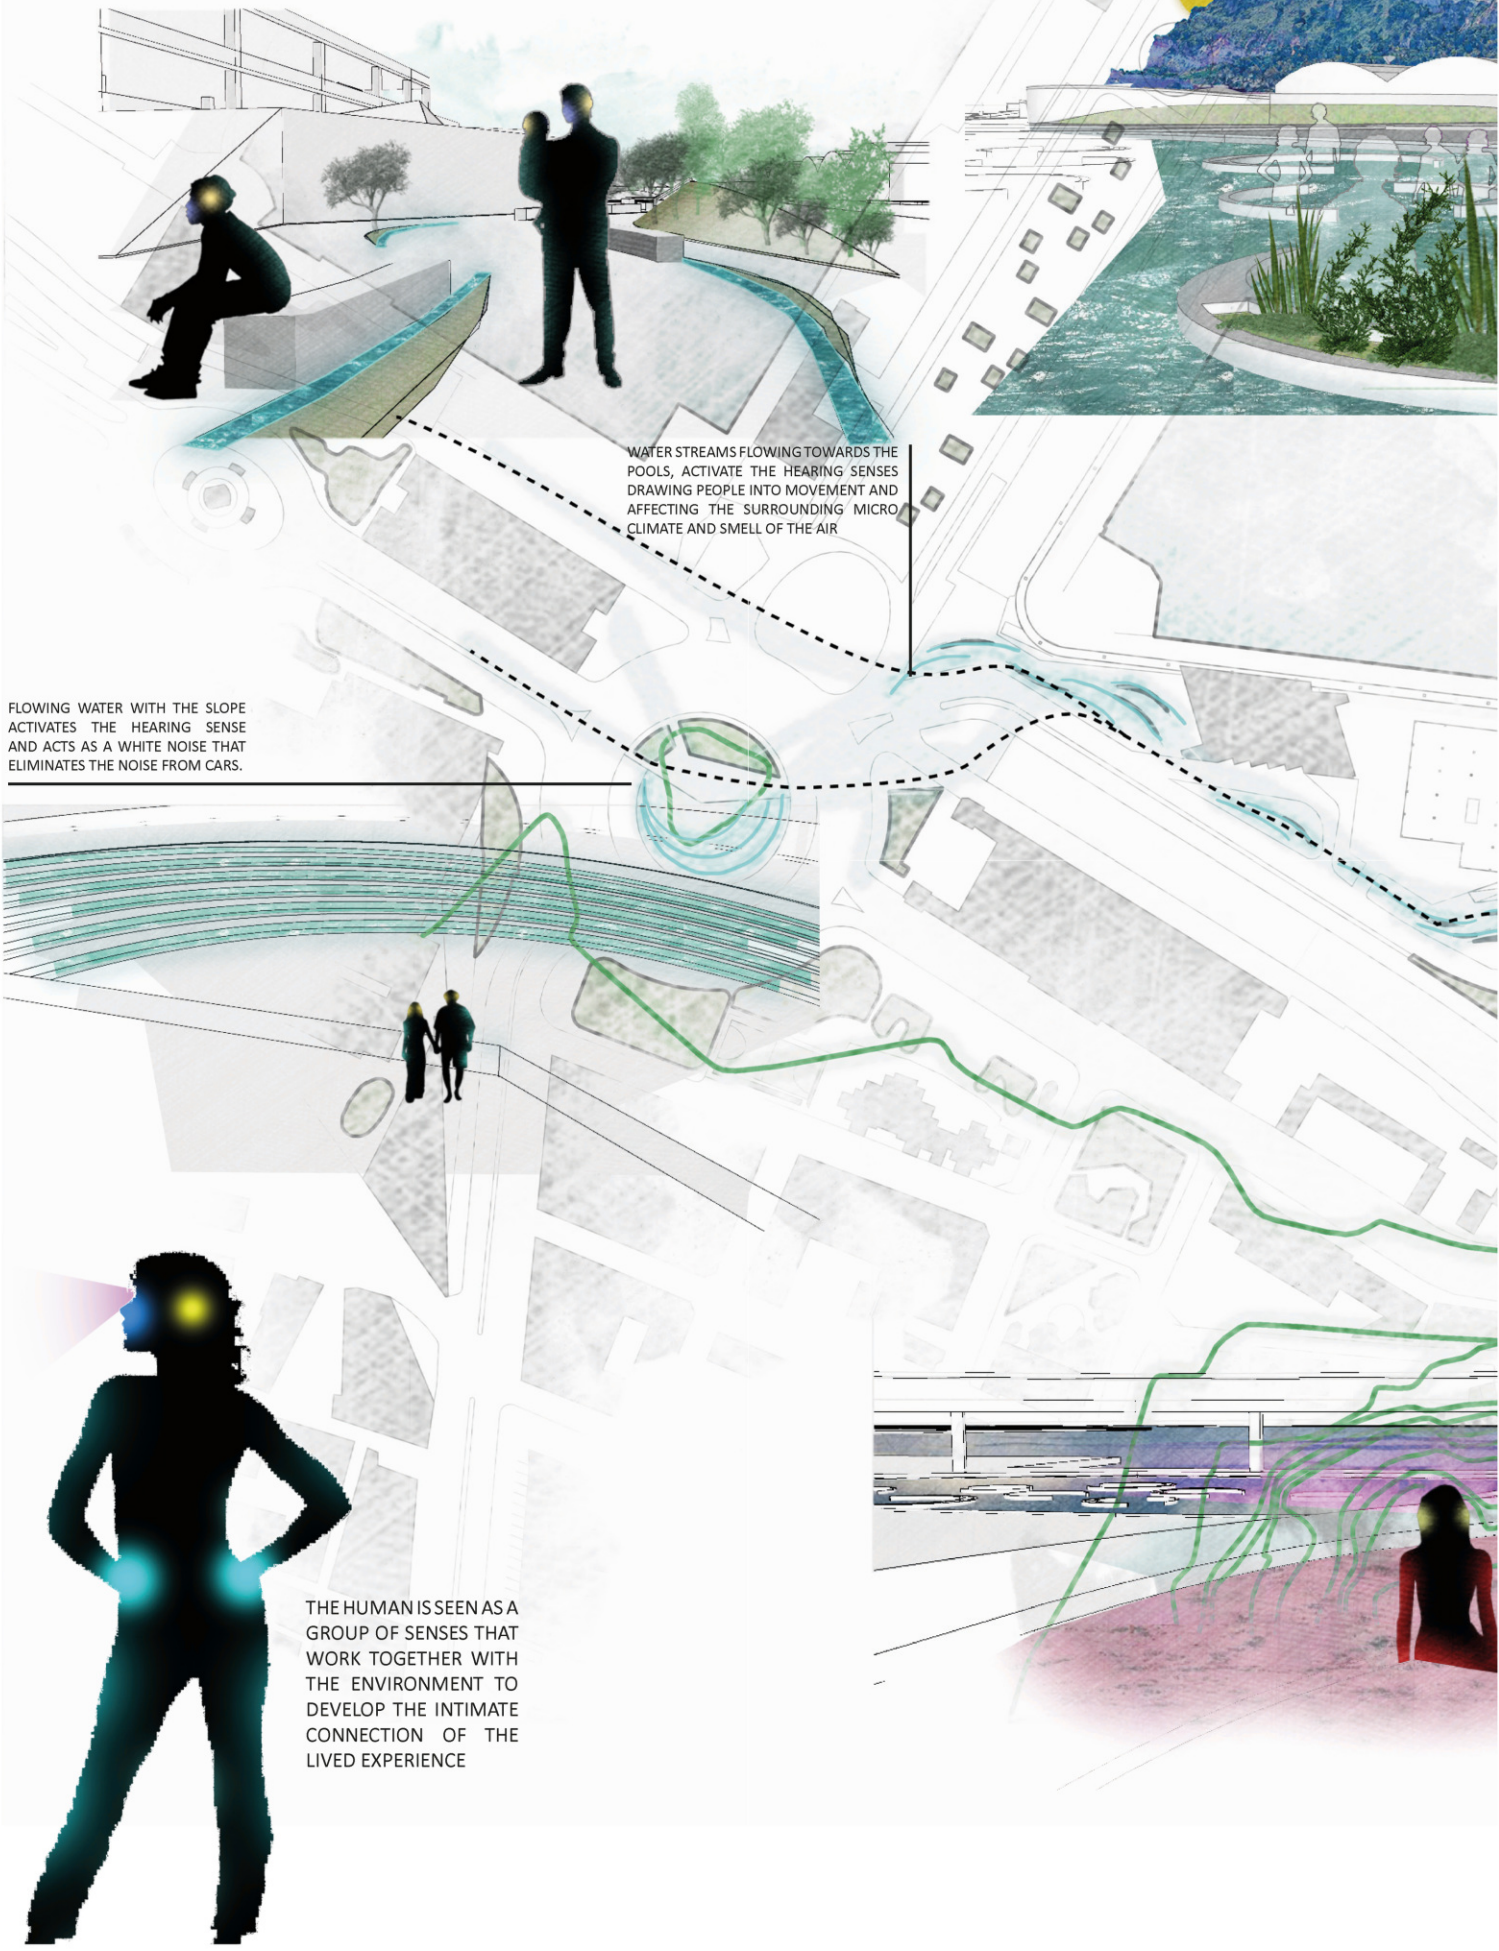 WATER STREAMS FLOWING TOWARDS THE
POOLS, ACTIVATE THE HEARING SENSES
DRAWING PEOPLE INTO MOVEMENT AND
AFFECTING THE SURROUNDING MICRO
CLIMATE AND SMELL OF THE AIR
FLOWING WATER WITH THE SLOPE
ACTIVATES THE HEARING SENSE
AND ACTS AS A WHITE NOISE THAT
ELIMINATES THE NOISE FROM CARS.
THE HUMAN IS SEEN AS A
GROUP OF SENSES THAT
WORK TOGETHER WITH
THE ENVIRONMENT TO
DEVELOP THE INTIMATE
CONNECTION OF THE
LIVED EXPERIENCE